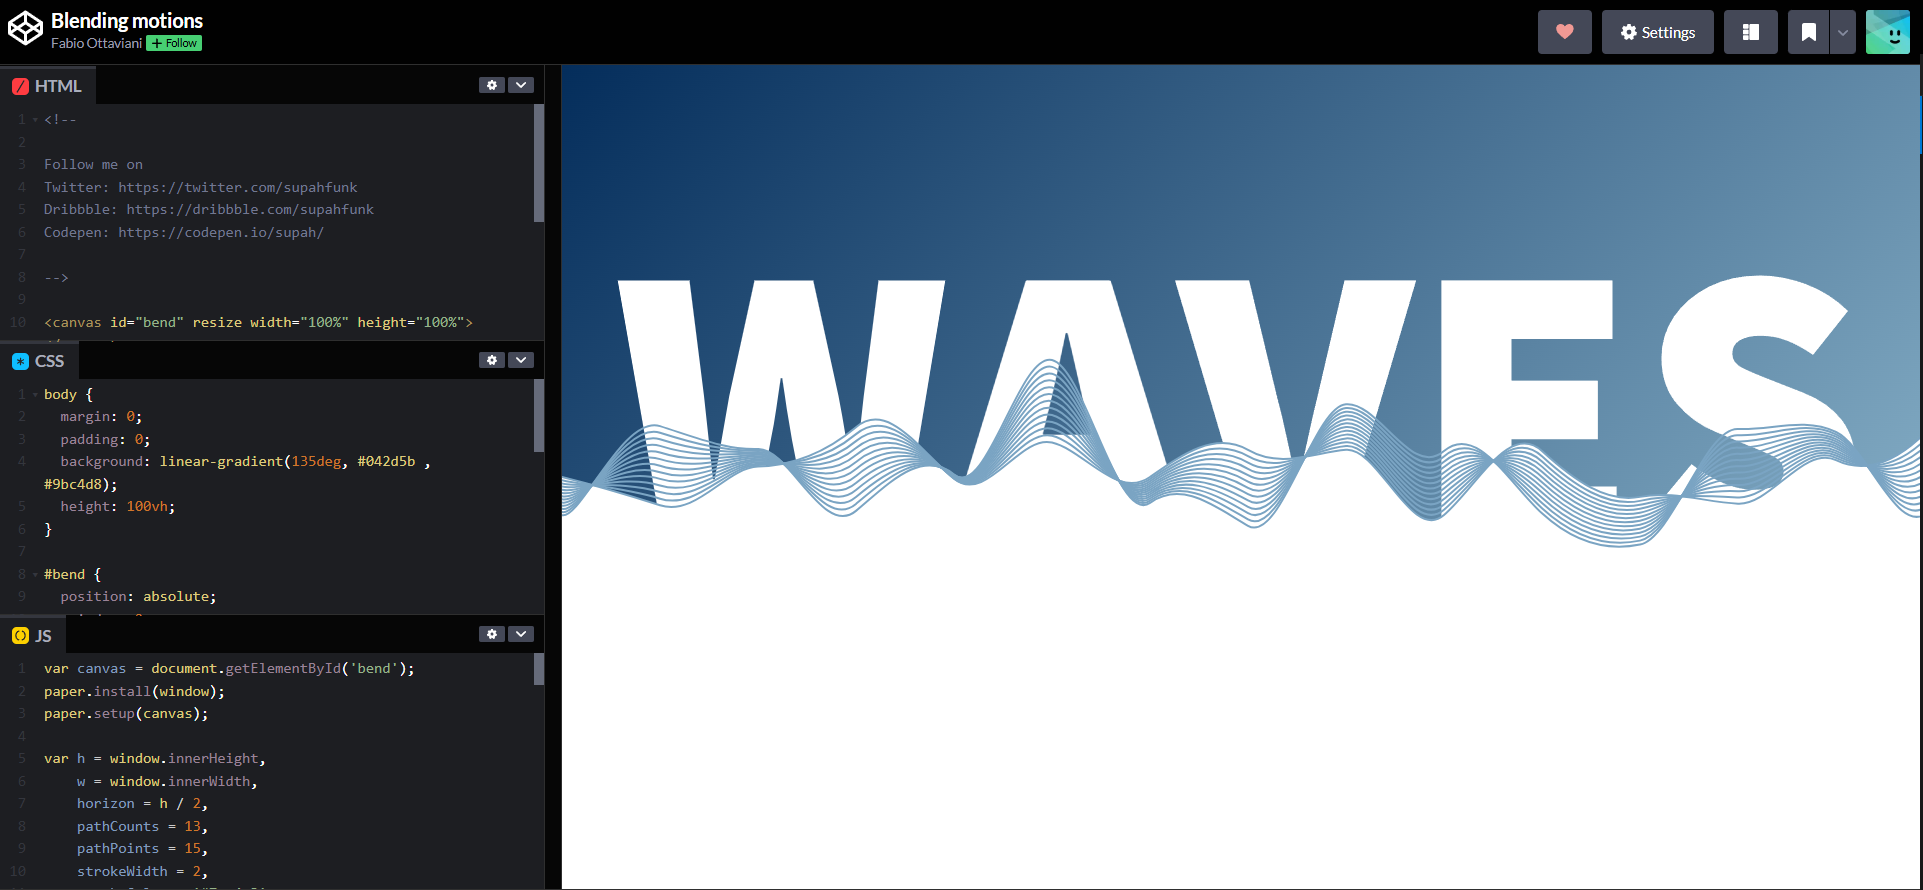 Blending motions
Fabio Ottaviani + Follow
Settings
HTML
1 <!--
2
3 Follow me on
4 Twitter: https://twitter.com/supahfunk
5 Dribbble: https://dribbble.com/supahfunk
6 Codepen: https://codepen.io/supah/
7
8 -->
9
10 <canvas id="bend" resize width="100%" height="100%">
CSS
1 body {
2 margin: 0;
3 padding: 0;
4 background: linear-gradient(135deg, #042d5b ,
#9bc4d8);
5 height: 100vh;
6 }
7
8 #bend {
9 position: absolute;
JS
1 var canvas = document.getElementById('bend');
2 paper.install(window);
3 paper.setup(canvas);
4
5 var h = window.innerHeight,
6 w = window.innerWidth,
7 horizon = h / 2,
8 pathCounts = 13,
9 pathPoints = 15,
10 strokeWidth = 2,
WAVES